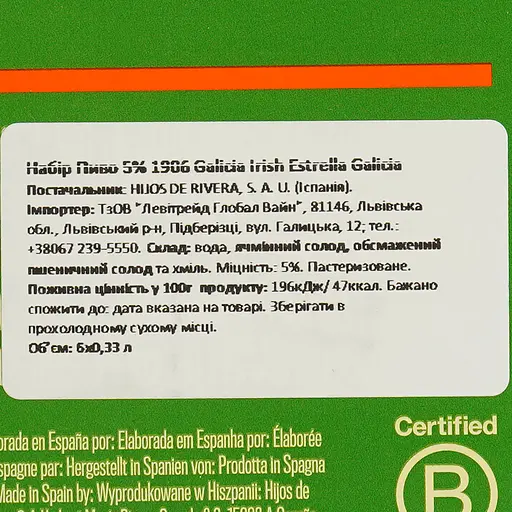 Набір Пиво 5% 1906 Galicia Irish Estrella Galicia
Постачальник: HIJOS DE RIVERA, S. A. U. (Іспанія).
Імпортер: ТзОВ "Левітрейд Глобал Вайн", 81146, Львівська
обл., Львівський р-н, Підберізці, вул. Галицька, 12; тел.:
+38067 239-5550. Склад: вода, ячмінний солод, обсмажений
пшеничний солод та хміль. Міцність: 5%. Пастеризоване.
Поживна цінність у 100г продукту: 196кДж/ 47ккал. Бажано
спожити до: дата вказана на товарі. Зберігати в
прохолодному сухому місці.
Об'єм: 6х0,33 л
Certified
B
orada en España por: Elaborada em Espanha por: Élaborée
spagne par: Hergestellt in Spanien von: Prodotta in Spagna
Made in Spain by: Wyprodukowane w Hiszpanii: Hijos de